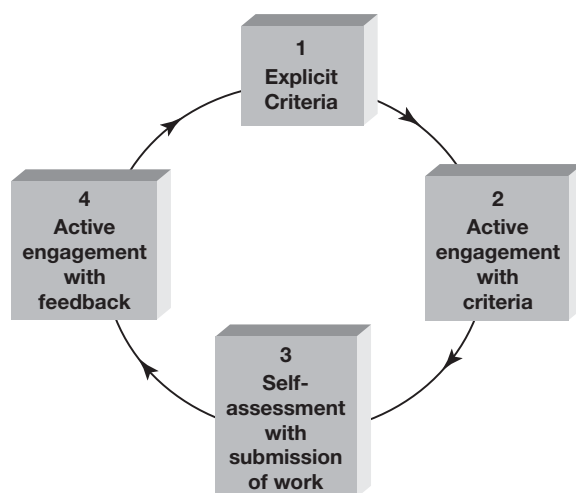 1
Explicit
Criteria
2
Active
engagement
with
criteria
3
Self-
assessment
with
submission
of work
4
Active
engagement
with
feedback